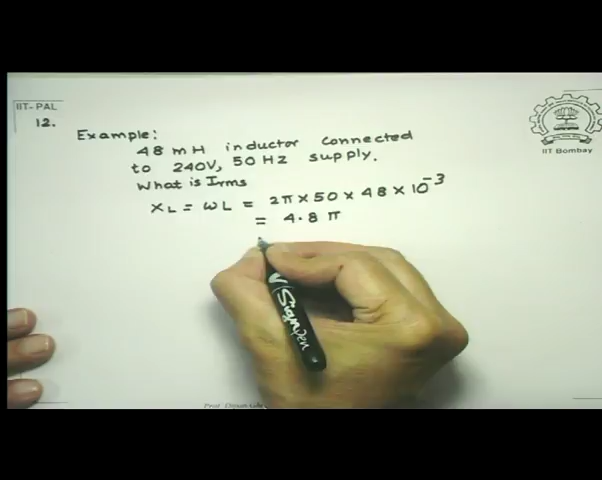 IIT-PAL
12.
Example:
48 mH inductor connected
to 240V, 50 HZ supply.
What is Irms
XL = ωL = 2π × 50 × 48 × 10⁻³
= 4.8 π
IIT Bombay
Signpen